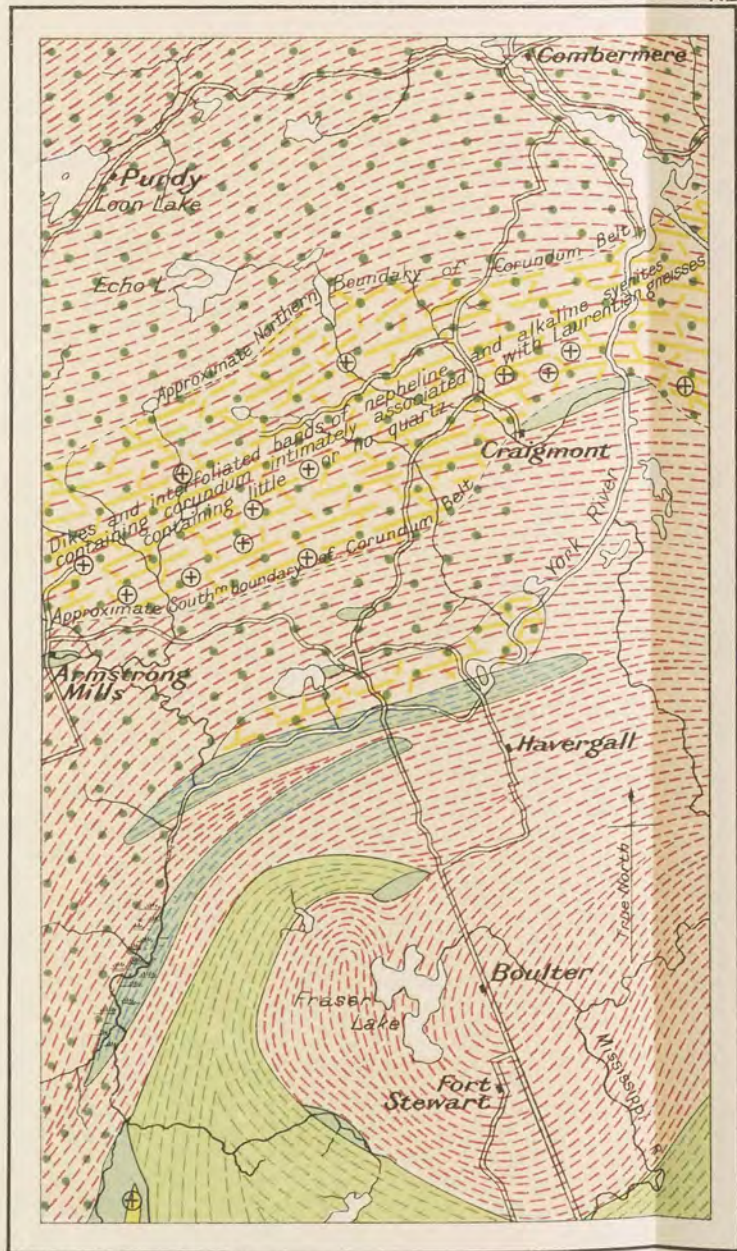 Combermere
Purdy
Loon Lake
Echo L.
Approximate Northern Boundary of Corundum Belt
Dikes and interfoliated bands of nepheline and alkaline syenites
containing corundum intimately associated with Laurentian gneisses
containing little or no quartz.
Craigmont
York River
Approximate South'rn boundary of Corundum Belt
Armstrong
Mills
Havergall
True North
Boulter
Fraser
Lake
Mississippi R.
Fort
Stewart